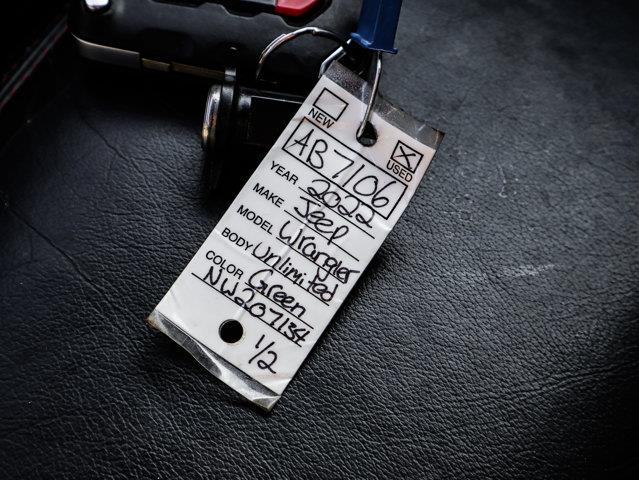 NEW
USED
AB7106
YEAR 2022
MAKE Jeep
MODEL Wrangler
BODY Unlimited
COLOR Green
NW207134
1/2